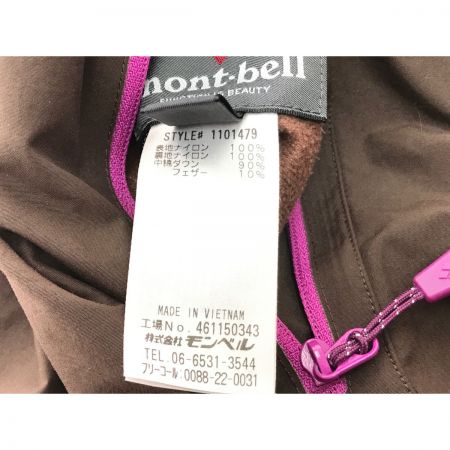 mont-bell
FUNCTION IS BEAUTY
STYLE# 1101479
表地ナイロン 100%
裏地ナイロン 100%
中綿ダウン 90%
フェザー 10%
MADE IN VIETNAM
工場No. 461150343
株式会社モンベル
TEL. 06-6531-3544
フリーコール:0088-22-0031